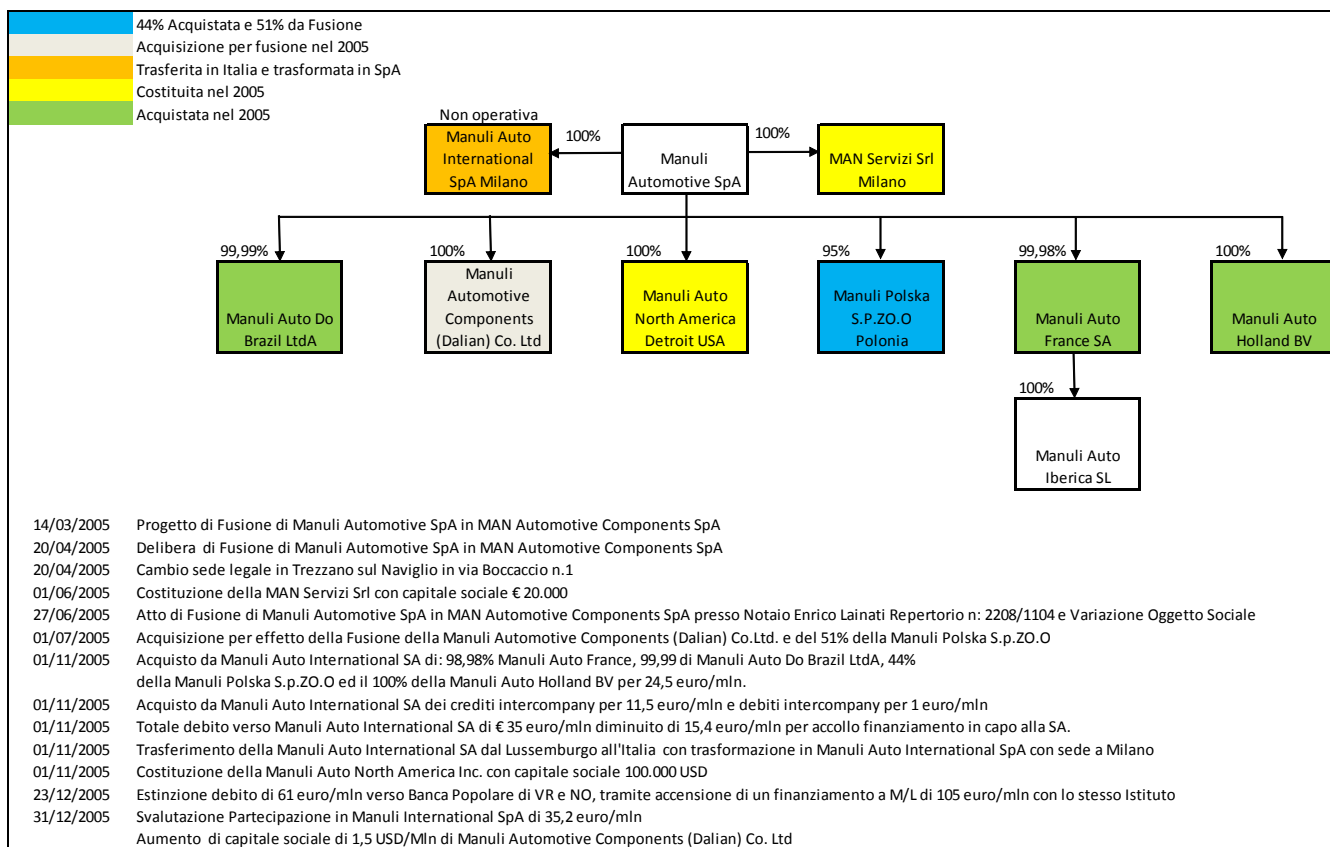 44% Acquistata e 51% da Fusione
Acquisizione per fusione nel 2005
Trasferita in Italia e trasformata in SpA
Costituita nel 2005
Acquistata nel 2005
Non operativa
Manuli Auto
International
SpA Milano
100%
Manuli
Automotive SpA
100%
MAN Servizi Srl
Milano
99,99%
Manuli Auto Do
Brazil LtdA
100%
Manuli
Automotive
Components
(Dalian) Co. Ltd
100%
Manuli Auto
North America
Detroit USA
95%
Manuli Polska
S.P.ZO.O
Polonia
99,98%
Manuli Auto
France SA
100%
Manuli Auto
Holland BV
100%
Manuli Auto
Iberica SL
14/03/2005 Progetto di Fusione di Manuli Automotive SpA in MAN Automotive Components SpA
20/04/2005 Delibera di Fusione di Manuli Automotive SpA in MAN Automotive Components SpA
20/04/2005 Cambio sede legale in Trezzano sul Naviglio in via Boccaccio n.1
01/06/2005 Costituzione della MAN Servizi Srl con capitale sociale € 20.000
27/06/2005 Atto di Fusione di Manuli Automotive SpA in MAN Automotive Components SpA presso Notaio Enrico Lainati Repertorio n: 2208/1104 e Variazione Oggetto Sociale
01/07/2005 Acquisizione per effetto della Fusione della Manuli Automotive Components (Dalian) Co.Ltd. e del 51% della Manuli Polska S.p.ZO.O
01/11/2005 Acquisto da Manuli Auto International SA di: 98,98% Manuli Auto France, 99,99 di Manuli Auto Do Brazil LtdA, 44%
della Manuli Polska S.p.ZO.O ed il 100% della Manuli Auto Holland BV per 24,5 euro/mln.
01/11/2005 Acquisto da Manuli Auto International SA dei crediti intercompany per 11,5 euro/mln e debiti intercompany per 1 euro/mln
01/11/2005 Totale debito verso Manuli Auto International SA di € 35 euro/mln diminuito di 15,4 euro/mln per accollo finanziamento in capo alla SA.
01/11/2005 Trasferimento della Manuli Auto International SA dal Lussemburgo all'Italia con trasformazione in Manuli Auto International SpA con sede a Milano
01/11/2005 Costituzione della Manuli Auto North America Inc. con capitale sociale 100.000 USD
23/12/2005 Estinzione debito di 61 euro/mln verso Banca Popolare di VR e NO, tramite accensione di un finanziamento a M/L di 105 euro/mln con lo stesso Istituto
31/12/2005 Svalutazione Partecipazione in Manuli International SpA di 35,2 euro/mln
Aumento di capitale sociale di 1,5 USD/Mln di Manuli Automotive Components (Dalian) Co. Ltd